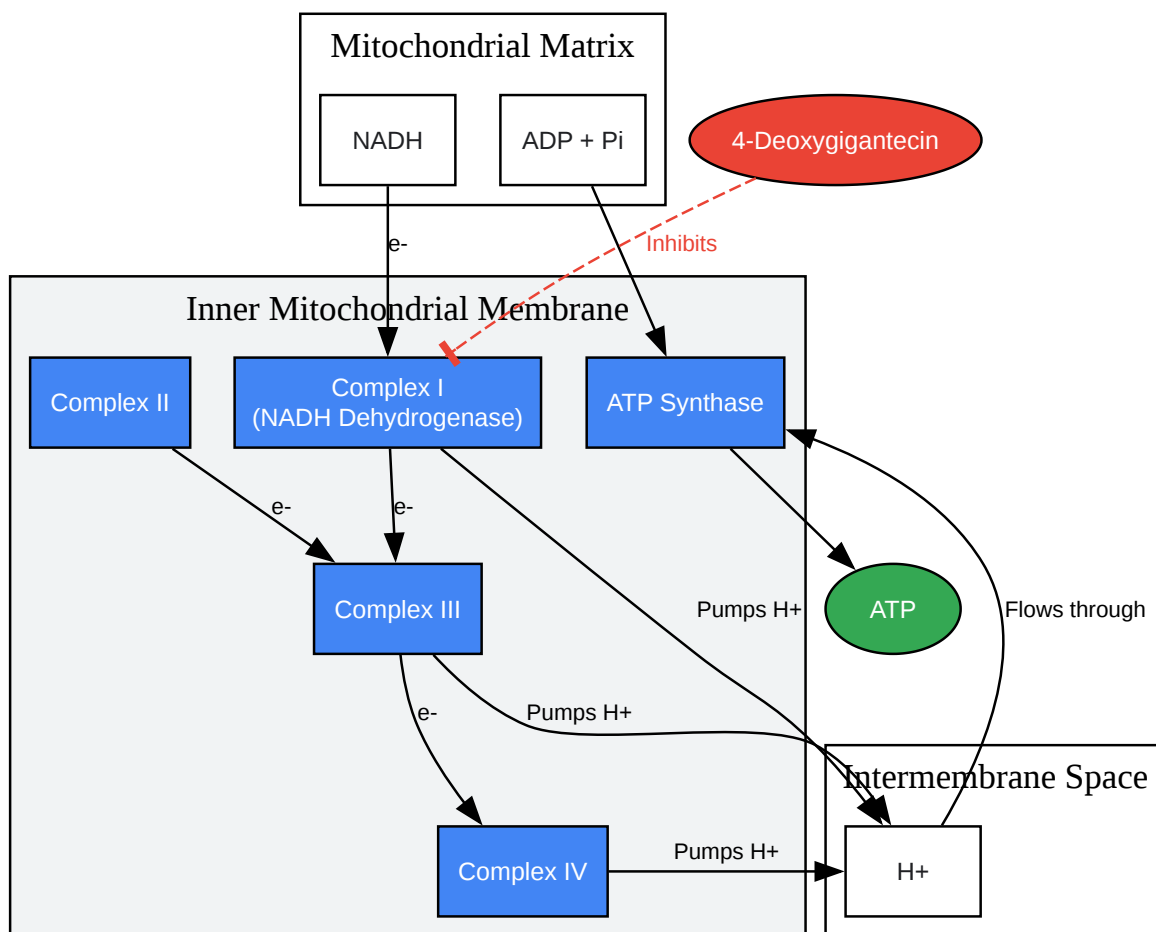 Mitochondrial Matrix
NADH
ADP + Pi
4-Deoxygigantecin
e-
Inhibits
Inner Mitochondrial Membrane
Complex II
Complex I
(NADH Dehydrogenase)
ATP Synthase
e-
e-
Complex III
Pumps H+
ATP
Flows through
e-
Pumps H+
Intermembrane Space
Pumps H+
Complex IV
H+